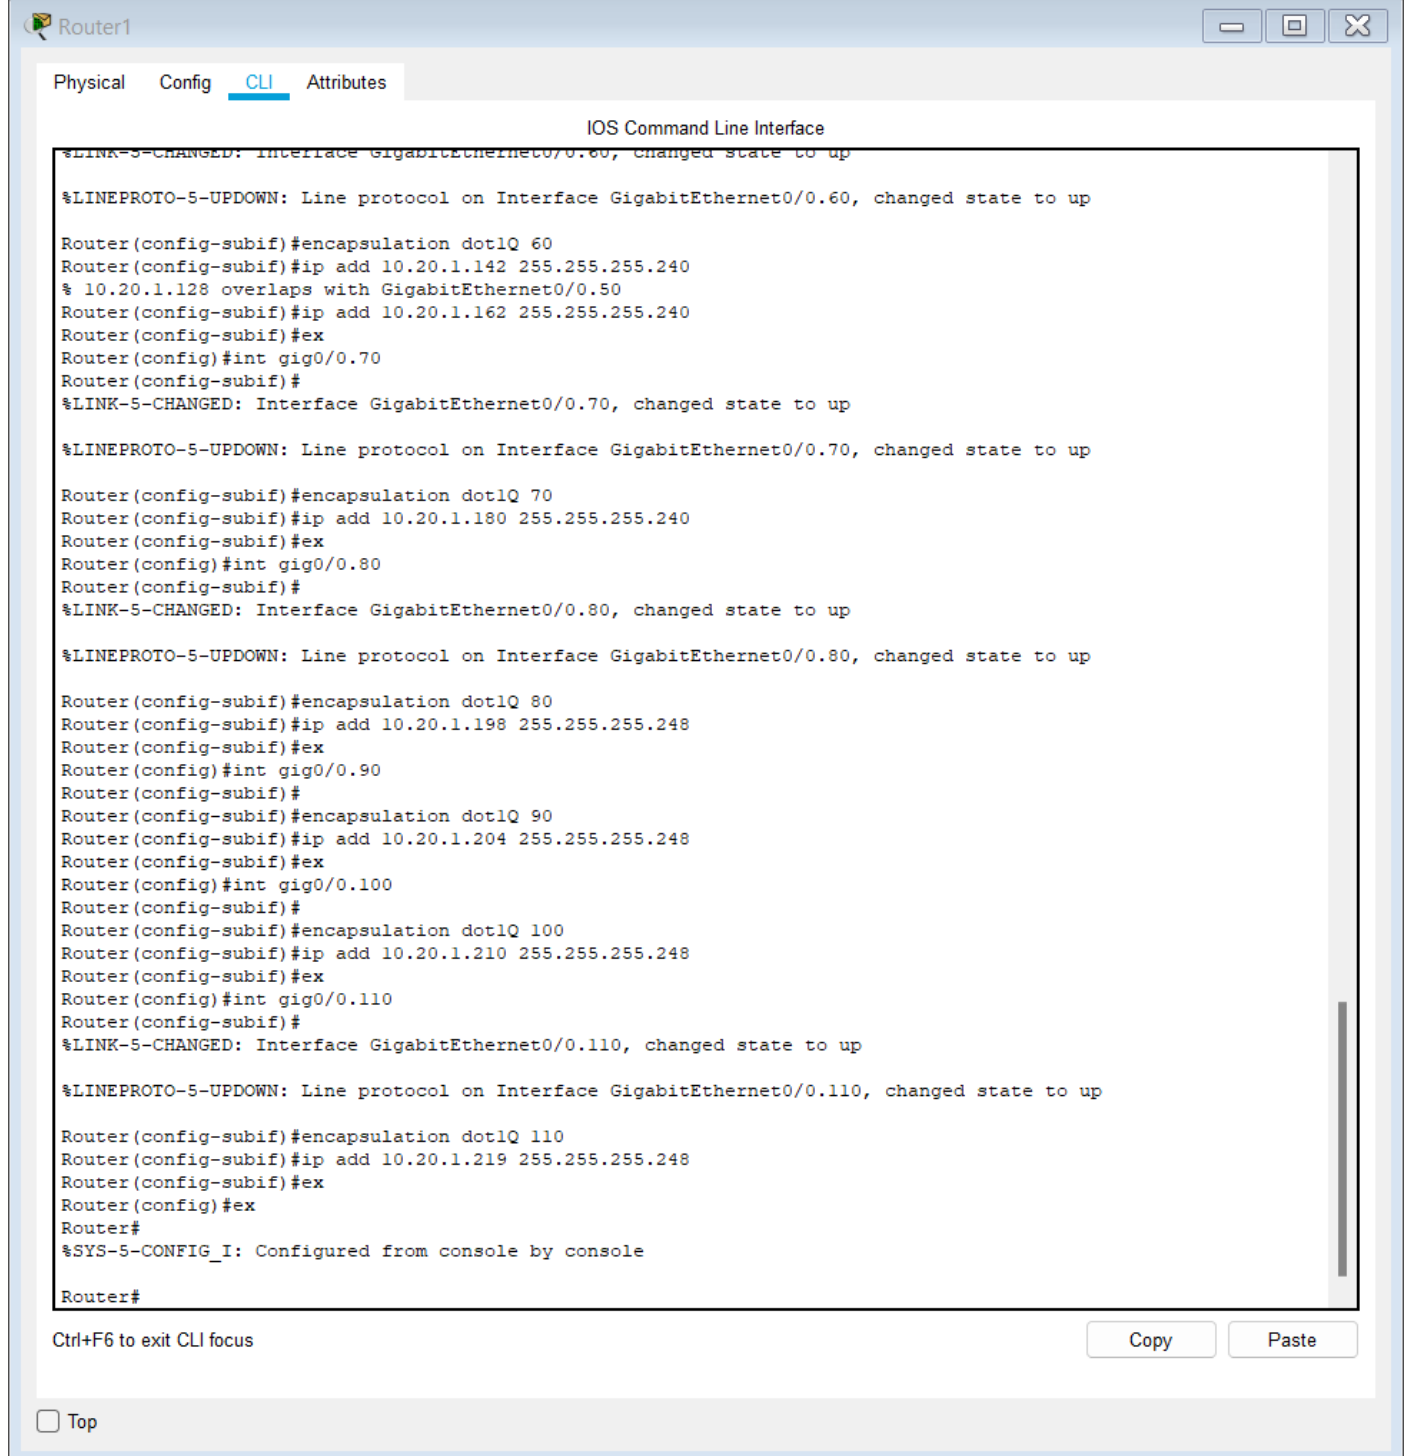 Router1
Physical Config CLI Attributes
IOS Command Line Interface
%LINK-5-CHANGED: Interface GigabitEthernet0/0.60, changed state to up
%LINEPROTO-5-UPDOWN: Line protocol on Interface GigabitEthernet0/0.60, changed state to up
Router(config-subif)#encapsulation dot1Q 60
Router(config-subif)#ip add 10.20.1.142 255.255.255.240
% 10.20.1.128 overlaps with GigabitEthernet0/0.50
Router(config-subif)#ip add 10.20.1.162 255.255.255.240
Router(config-subif)#ex
Router(config)#int gig0/0.70
Router(config-subif)#
%LINK-5-CHANGED: Interface GigabitEthernet0/0.70, changed state to up
%LINEPROTO-5-UPDOWN: Line protocol on Interface GigabitEthernet0/0.70, changed state to up
Router(config-subif)#encapsulation dot1Q 70
Router(config-subif)#ip add 10.20.1.180 255.255.255.240
Router(config-subif)#ex
Router(config)#int gig0/0.80
Router(config-subif)#
%LINK-5-CHANGED: Interface GigabitEthernet0/0.80, changed state to up
%LINEPROTO-5-UPDOWN: Line protocol on Interface GigabitEthernet0/0.80, changed state to up
Router(config-subif)#encapsulation dot1Q 80
Router(config-subif)#ip add 10.20.1.198 255.255.255.248
Router(config-subif)#ex
Router(config)#int gig0/0.90
Router(config-subif)#
Router(config-subif)#encapsulation dot1Q 90
Router(config-subif)#ip add 10.20.1.204 255.255.255.248
Router(config-subif)#ex
Router(config)#int gig0/0.100
Router(config-subif)#
Router(config-subif)#encapsulation dot1Q 100
Router(config-subif)#ip add 10.20.1.210 255.255.255.248
Router(config-subif)#ex
Router(config)#int gig0/0.110
Router(config-subif)#
%LINK-5-CHANGED: Interface GigabitEthernet0/0.110, changed state to up
%LINEPROTO-5-UPDOWN: Line protocol on Interface GigabitEthernet0/0.110, changed state to up
Router(config-subif)#encapsulation dot1Q 110
Router(config-subif)#ip add 10.20.1.219 255.255.255.248
Router(config-subif)#ex
Router(config)#ex
Router#
%SYS-5-CONFIG_I: Configured from console by console
Router#
Ctrl+F6 to exit CLI focus
Copy Paste
Top